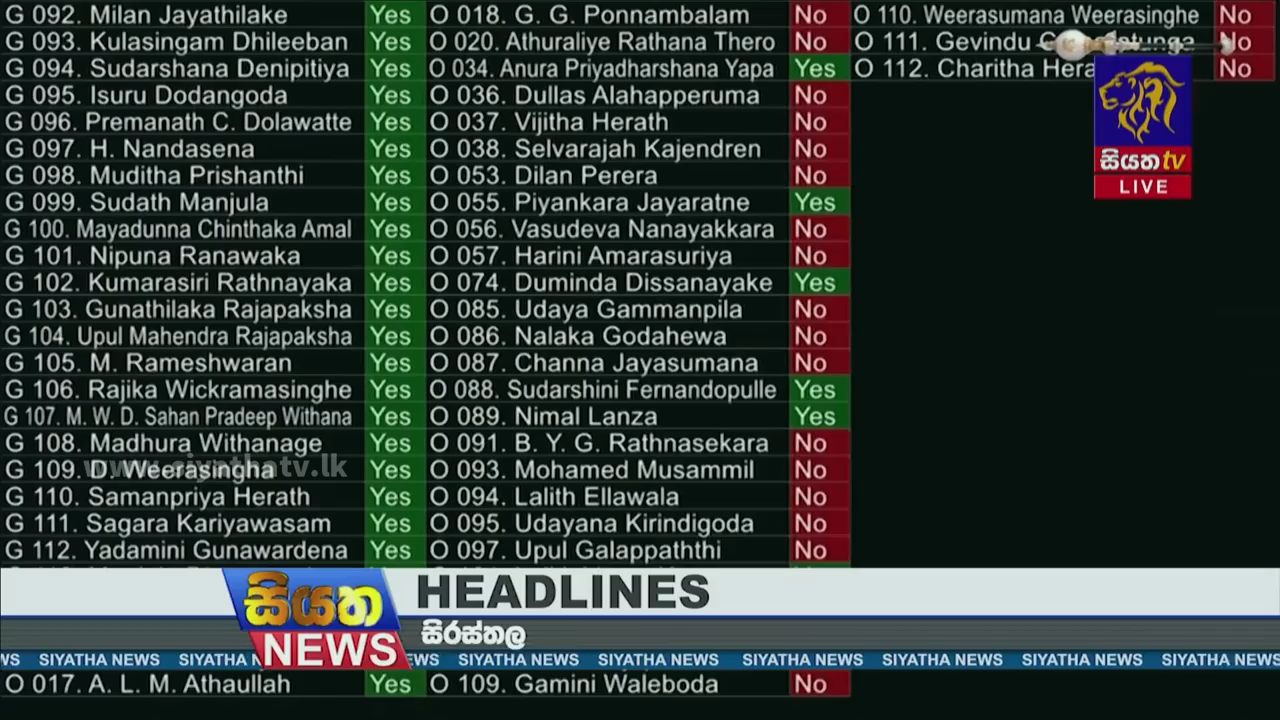 G 092. Milan Jayathilake Yes O 018. G. G. Ponnambalam No O 110. Weerasumana Weerasinghe No
G 093. Kulasingam Dhileeban Yes O 020. Athuraliye Rathana Thero No O 111. Gevindu No
G 094. Sudarshana Denipitiya Yes O 034. Anura Priyadharshana Yapa Yes O 112. Charitha Hera No
G 095. Isuru Dodangoda Yes O 036. Dullas Alahapperuma No
G 096. Premanath C. Dolawatte Yes O 037. Vijitha Herath No
සියත tv
G 097. H. Nandasena Yes O 038. Selvarajah Kajendren No
LIVE
G 098. Muditha Prishanthi Yes O 053. Dilan Perera No
G 099. Sudath Manjula Yes O 055. Piyankara Jayaratne Yes
G 100. Mayadunna Chinthaka Amal Yes O 056. Vasudeva Nanayakkara No
G 101. Nipuna Ranawaka Yes O 057. Harini Amarasuriya No
G 102. Kumarasiri Rathnayaka Yes O 074. Duminda Dissanayake Yes
G 103. Gunathilaka Rajapaksha Yes O 085. Udaya Gammanpila No
G 104. Upul Mahendra Rajapaksha Yes O 086. Nalaka Godahewa No
G 105. M. Rameshwaran Yes O 087. Channa Jayasumana No
G 106. Rajika Wickramasinghe Yes O 088. Sudarshini Fernandopulle Yes
G 107. M. W. D. Sahan Pradeep Withana Yes O 089. Nimal Lanza Yes
G 108. Madhura Withanage Yes O 091. B. Y. G. Rathnasekara No
G 109. D. Weerasingha Yes O 093. Mohamed Musammil No
www.siyathatv.lk
G 110. Samanpriya Herath Yes O 094. Lalith Ellawala No
G 111. Sagara Kariyawasam Yes O 095. Udayana Kirindigoda No
G 112. Yadamini Gunawardena Yes O 097. Upul Galappaththi No
සියත NEWS
HEADLINES
සිරස්තල
WS SIYATHA NEWS SIYATHA N EWS SIYATHA NEWS SIYATHA NEWS SIYATHA NEWS SIYATHA NEWS SIYATHA NEWS SIYATHA NEWS
O 017. A. L. M. Athaullah Yes O 109. Gamini Waleboda No